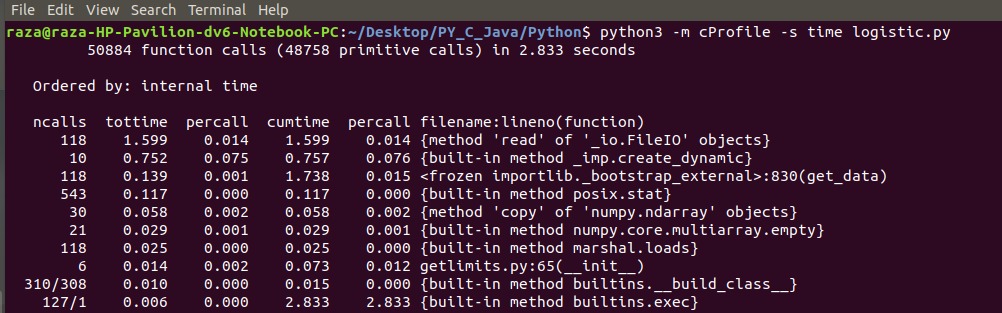 File Edit View Search Terminal Help
raza@raza-HP-Pavilion-dv6-Notebook-PC:~/Desktop/PY_C_Java/Python$ python3 -m cProfile -s time logistic.py
50884 function calls (48758 primitive calls) in 2.833 seconds
Ordered by: internal time
ncalls tottime percall cumtime percall filename:lineno(function)
118 1.599 0.014 1.599 0.014 {method 'read' of '_io.FileIO' objects}
10 0.752 0.075 0.757 0.076 {built-in method _imp.create_dynamic}
118 0.139 0.001 1.738 0.015 <frozen importlib._bootstrap_external>:830(get_data)
543 0.117 0.000 0.117 0.000 {built-in method posix.stat}
30 0.058 0.002 0.058 0.002 {method 'copy' of 'numpy.ndarray' objects}
21 0.029 0.001 0.029 0.001 {built-in method numpy.core.multiarray.empty}
118 0.025 0.000 0.025 0.000 {built-in method marshal.loads}
6 0.014 0.002 0.073 0.012 getlimits.py:65(__init__)
310/308 0.010 0.000 0.015 0.000 {built-in method builtins.__build_class__}
127/1 0.006 0.000 2.833 2.833 {built-in method builtins.exec}